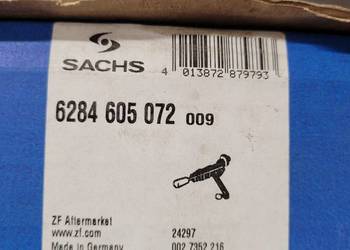 SACHS
4 013872 879793
6284 605 072 009
ZF Aftermarket
www.zf.com 24297
Made in Germany 002 7352 216